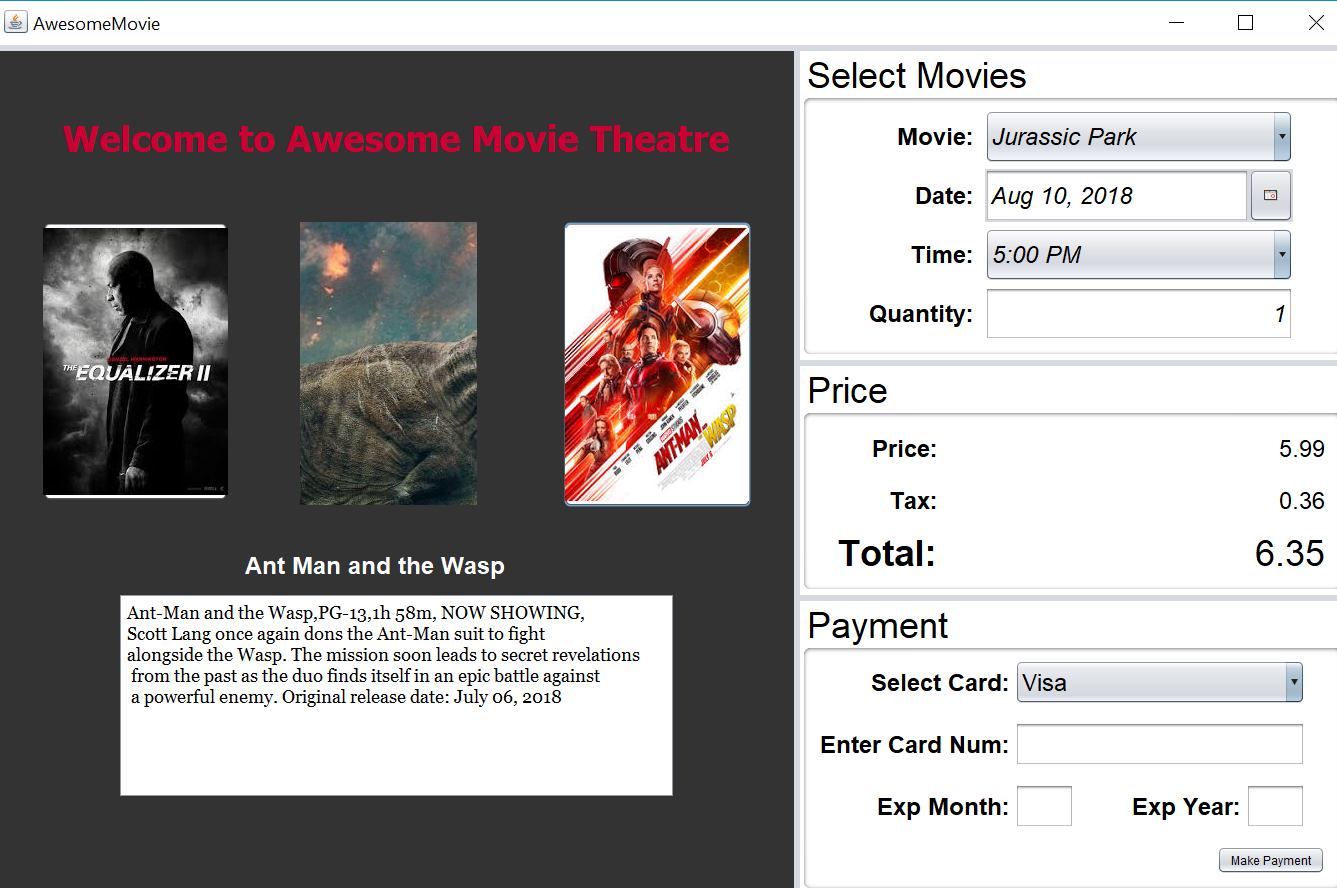 AwesomeMovie
Welcome to Awesome Movie Theatre
THE EQUALIZER II
ANT-MAN
WASP
JULY 6
Ant Man and the Wasp
Ant-Man and the Wasp,PG-13,1h 58m, NOW SHOWING,
Scott Lang once again dons the Ant-Man suit to fight
alongside the Wasp. The mission soon leads to secret revelations
from the past as the duo finds itself in an epic battle against
a powerful enemy. Original release date: July 06, 2018
Select Movies
Movie: Jurassic Park
Date: Aug 10, 2018
Time: 5:00 PM
Quantity: 1
Price
Price: 5.99
Tax: 0.36
Total: 6.35
Payment
Select Card: Visa
Enter Card Num:
Exp Month: Exp Year:
Make Payment